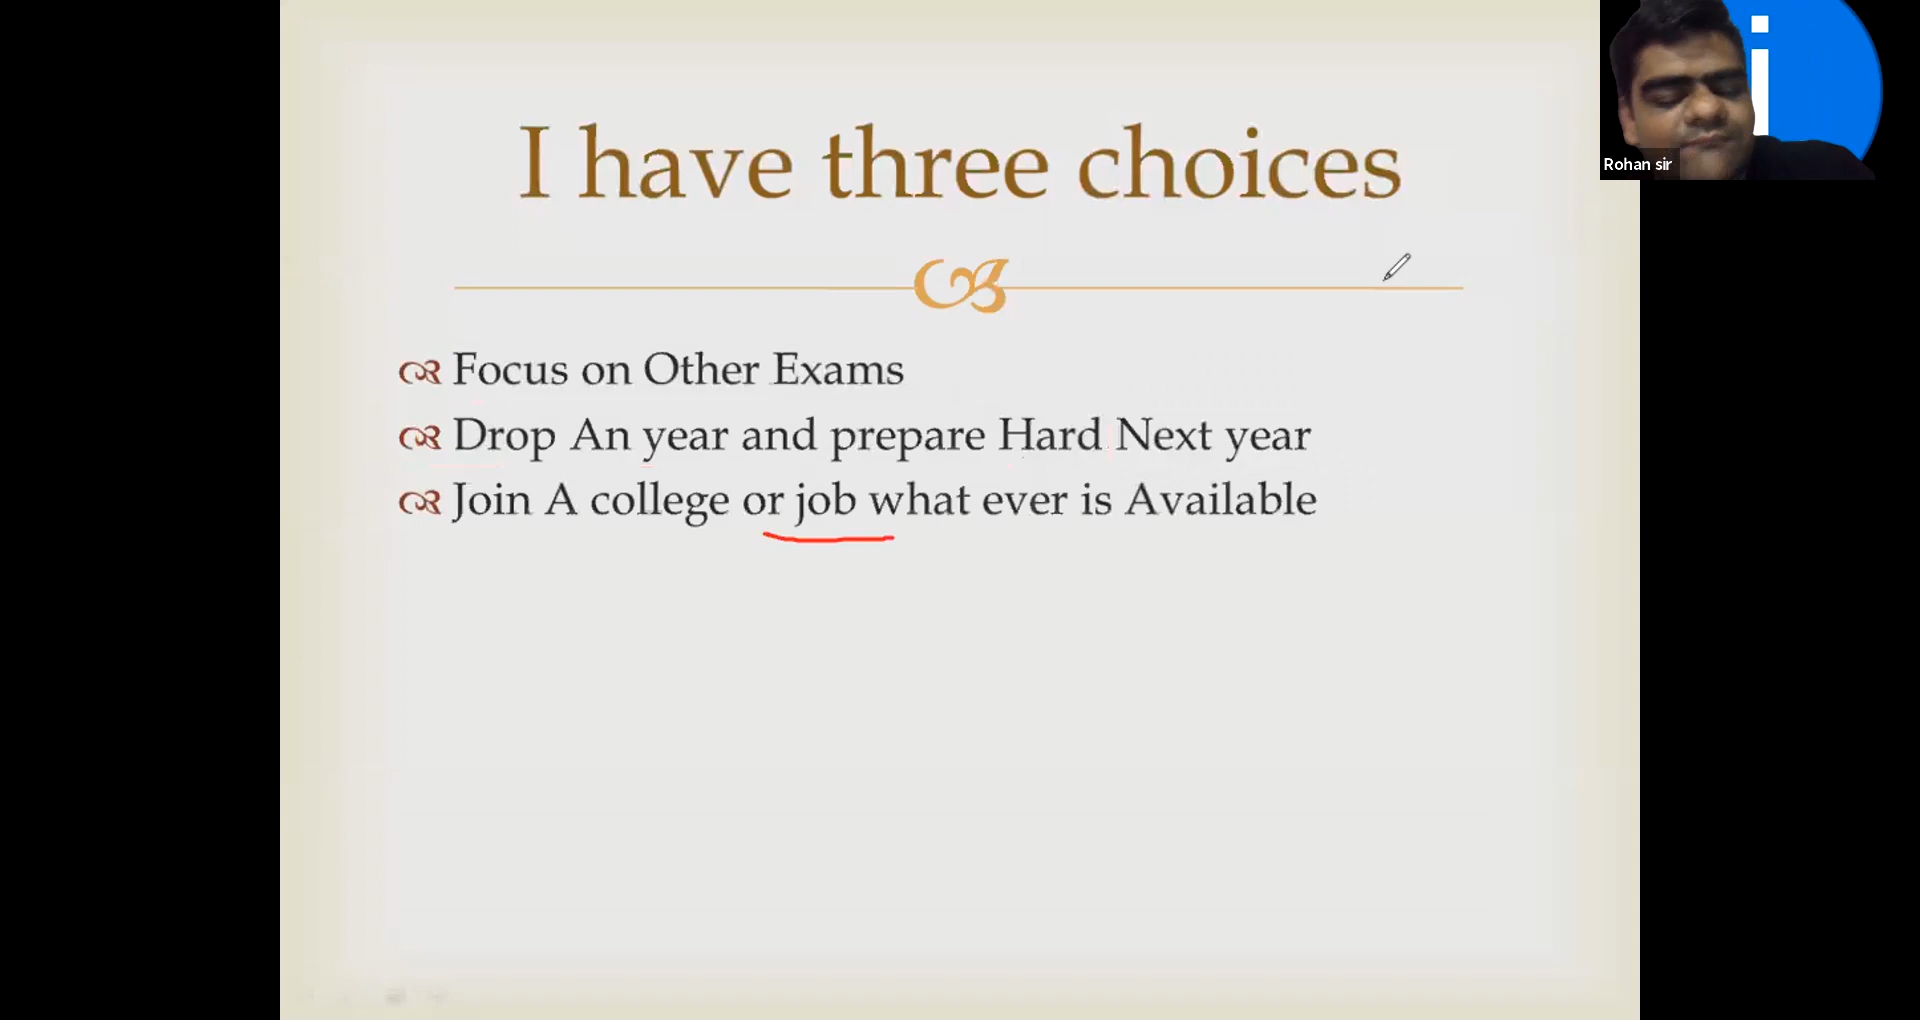 I have three choices
Focus on Other Exams
Drop An year and prepare Hard Next year
Join A college or job what ever is Available
i
Rohan sir